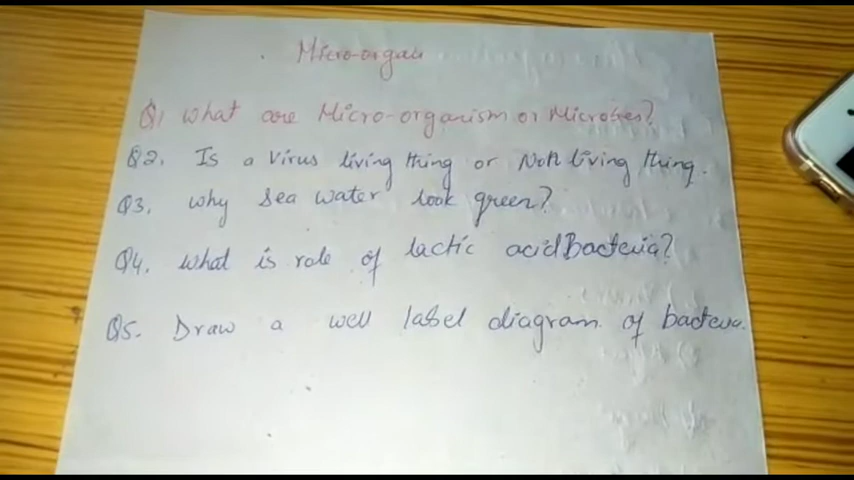 Micro-organ
Q1 What are Micro-organism or Microbes?
Q2. Is a virus living thing or Non living thing.
Q3. why Sea water look green?
Q4. what is role of lactic acid Bacteria?
Q5. Draw a well label diagram of bacteria.